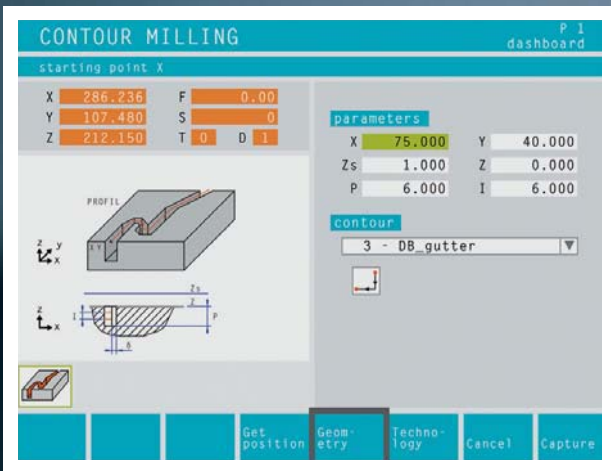 CONTOUR MILLING
P 1
dashboard
starting point X
X 286.236 F 0.00
Y 107.480 S 0
Z 212.150 T 0 D 1
parameters
X 75.000 Y 40.000
Zs 1.000 Z 0.000
P 6.000 I 6.000
contour
3 - DB_gutter
PROFIL
X Y
z y
x
Zs
Z
z
x
I
P
δ
Get position
Geom-etry
Techno-logy
Cancel
Capture